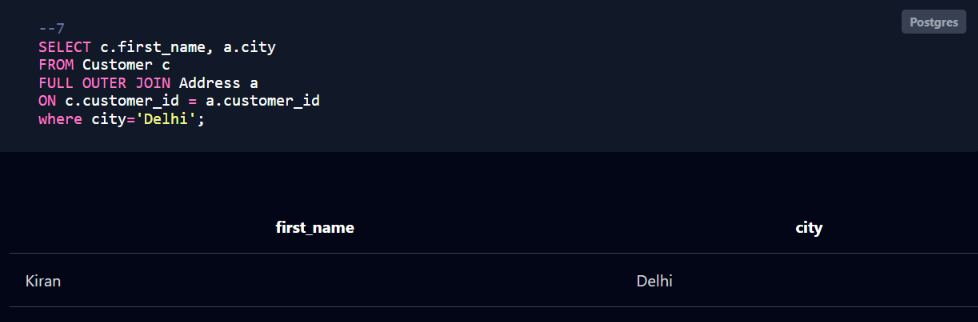 Postgres
--7
SELECT c.first_name, a.city
FROM Customer c
FULL OUTER JOIN Address a
ON c.customer_id = a.customer_id
where city='Delhi';
first_name city
Kiran Delhi